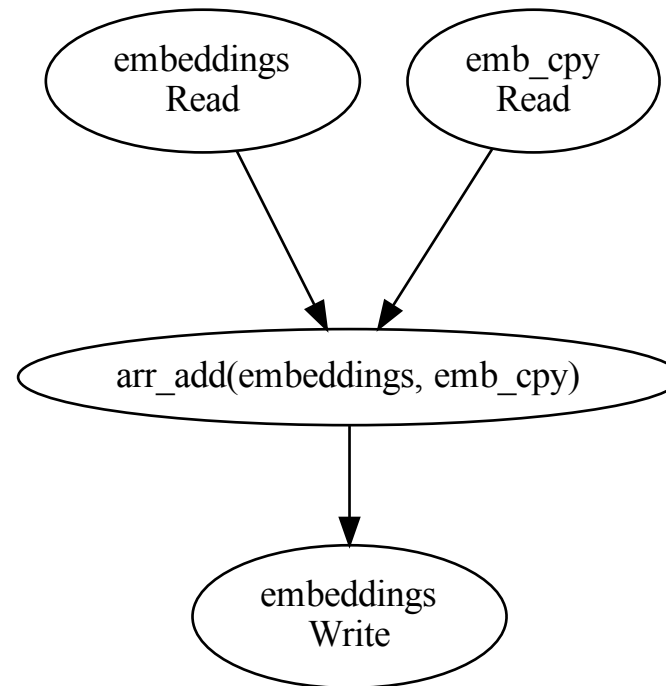 embeddings
Read
emb_cpy
Read
arr_add(embeddings, emb_cpy)
embeddings
Write